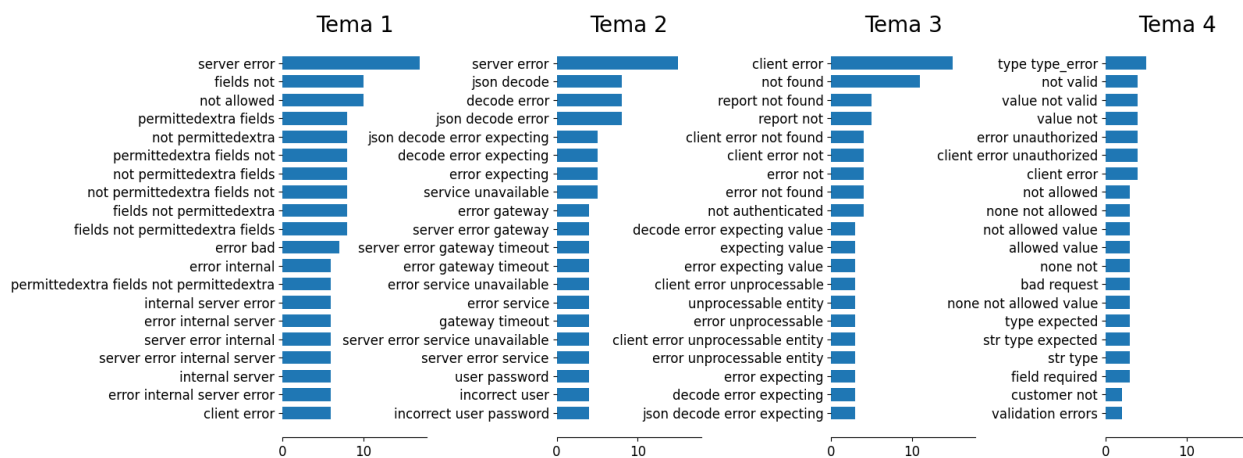 Tema 1
server error
fields not
not allowed
permittedextra fields
not permittedextra
permittedextra fields not
not permittedextra fields
not permittedextra fields not
fields not permittedextra
fields not permittedextra fields
error bad
error internal
permittedextra fields not permittedextra
internal server error
error internal server
server error internal
server error internal server
internal server
error internal server error
client error
0 10
Tema 2
server error
json decode
decode error
json decode error
json decode error expecting
decode error expecting
error expecting
service unavailable
error gateway
server error gateway
server error gateway timeout
error gateway timeout
error service unavailable
error service
gateway timeout
server error service unavailable
server error service
user password
incorrect user
incorrect user password
0 10
Tema 3
client error
not found
report not found
report not
client error not found
client error not
error not
error not found
not authenticated
decode error expecting value
expecting value
error expecting value
client error unprocessable
unprocessable entity
error unprocessable
client error unprocessable entity
error unprocessable entity
error expecting
decode error expecting
json decode error expecting
0 10
Tema 4
type type_error
not valid
value not valid
value not
error unauthorized
client error unauthorized
client error
not allowed
none not allowed
not allowed value
allowed value
none not
bad request
none not allowed value
type expected
str type expected
str type
field required
customer not
validation errors
0 10